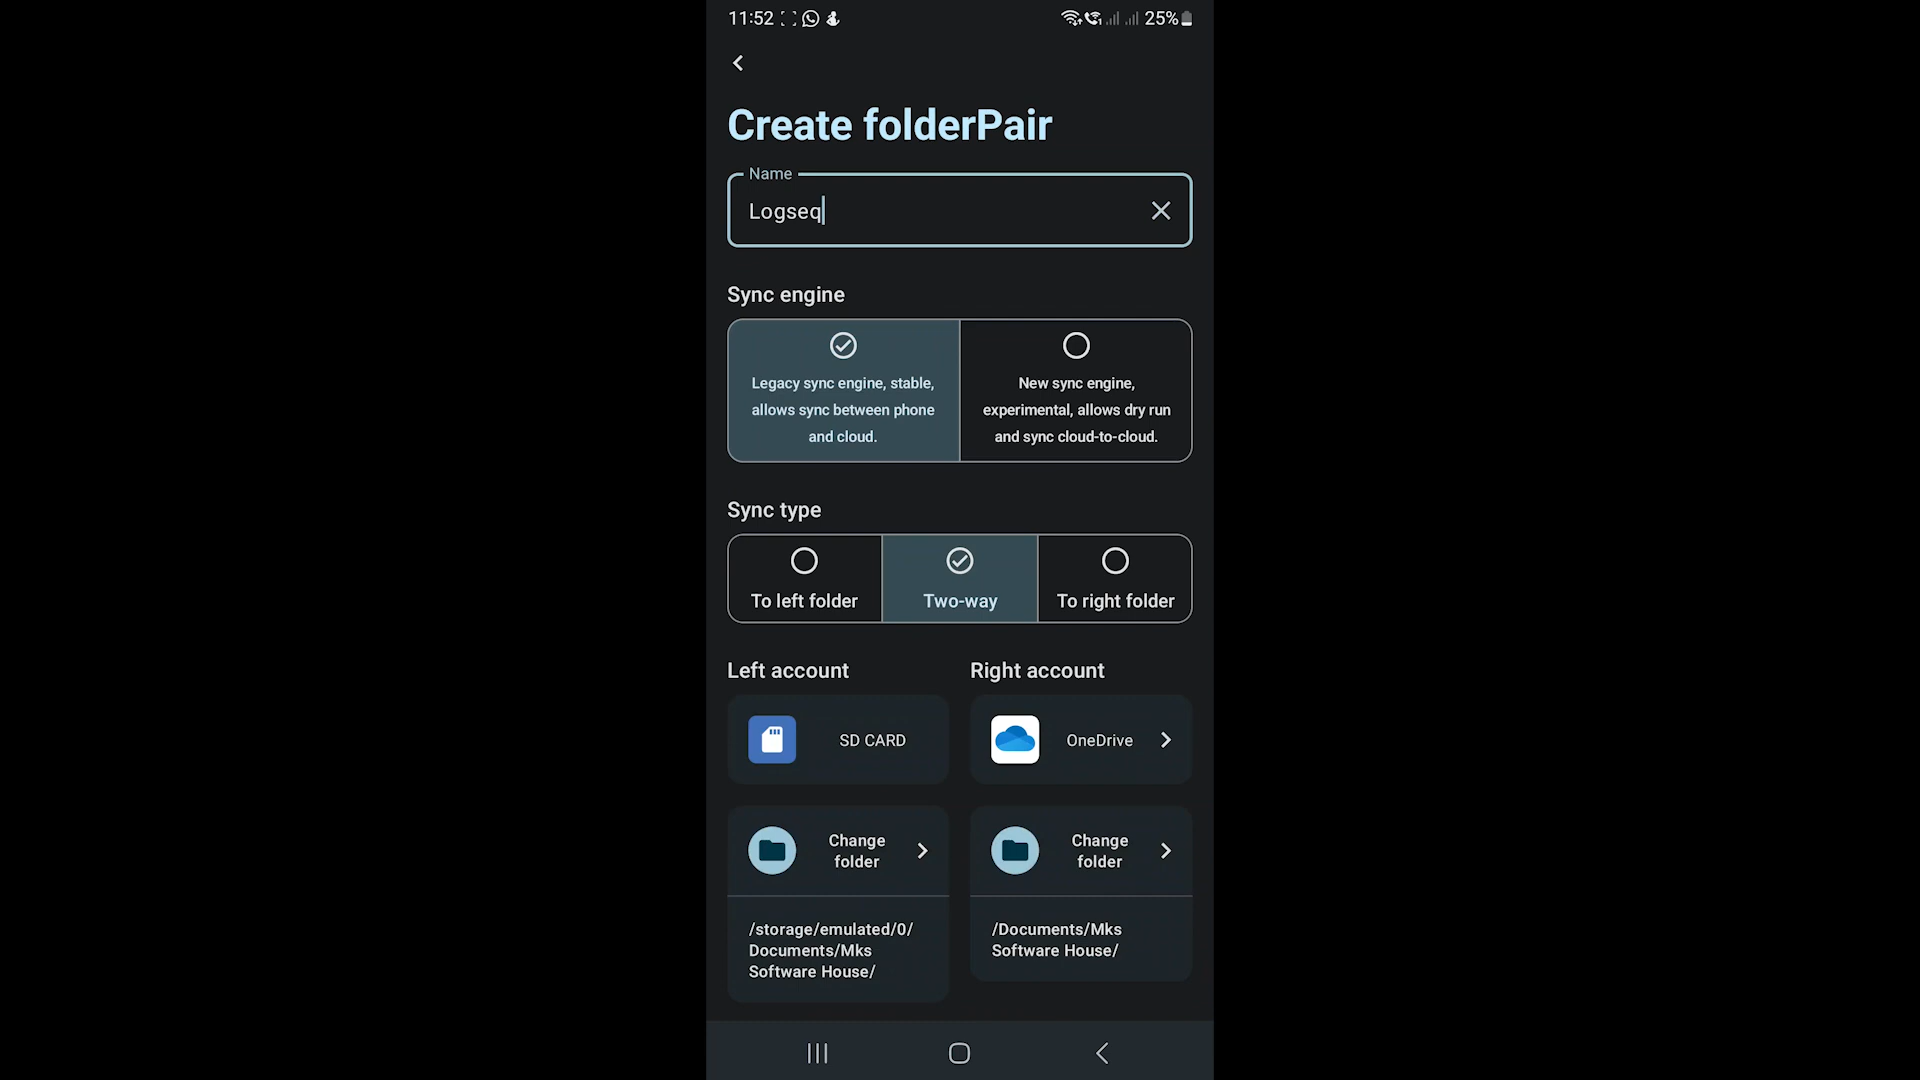 11:52
25%
Create folderPair
Name
Logseq
Sync engine
Legacy sync engine, stable,
allows sync between phone
and cloud.
New sync engine,
experimental, allows dry run
and sync cloud-to-cloud.
Sync type
To left folder
Two-way
To right folder
Left account
Right account
SD CARD
OneDrive
Change
folder
Change
folder
/storage/emulated/0/
Documents/Mks
Software House/
/Documents/Mks
Software House/